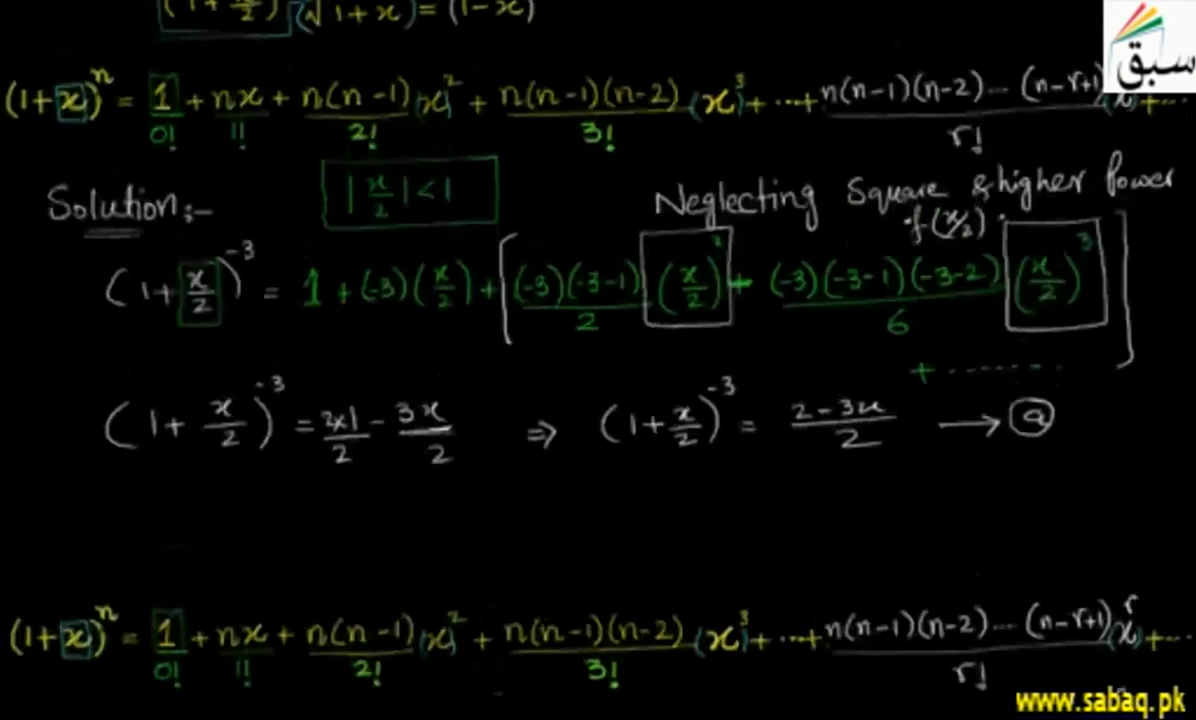 (1+x/2) (√1+x) = (1-x)
سبق
(1+x)ⁿ = 1/0! + nx/1! + n(n-1)/2! (x)² + n(n-1)(n-2)/3! (x)³ + ... + n(n-1)(n-2)...(n-r+1)/r! (x) + ...
Solution:-
|x/2| < 1
Neglecting Square & higher Power
of (x/2).
(1+x/2)⁻³ = 1 + (-3)(x/2) + [(-3)(-3-1)/2 (x/2)² + (-3)(-3-1)(-3-2)/6 (x/2)³
+ ........]
(1+x/2)⁻³ = 2x1/2 - 3x/2 ⇒ (1+x/2)⁻³ = 2-3x/2 → (a)
(1+x)ⁿ = 1/0! + nx/1! + n(n-1)/2! (x)² + n(n-1)(n-2)/3! (x)³ + ... + n(n-1)(n-2)...(n-r+1)/r! (x)ʳ + ...
www.sabaq.pk